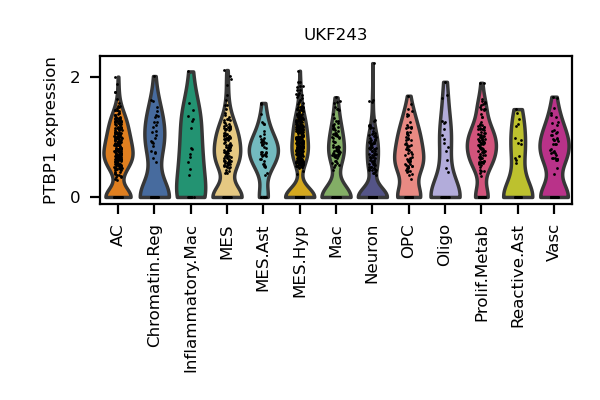 UKF243
PTBP1 expression
2
0
AC
Chromatin.Reg
Inflammatory.Mac
MES
MES.Ast
MES.Hyp
Mac
Neuron
OPC
Oligo
Prolif.Metab
Reactive.Ast
Vasc